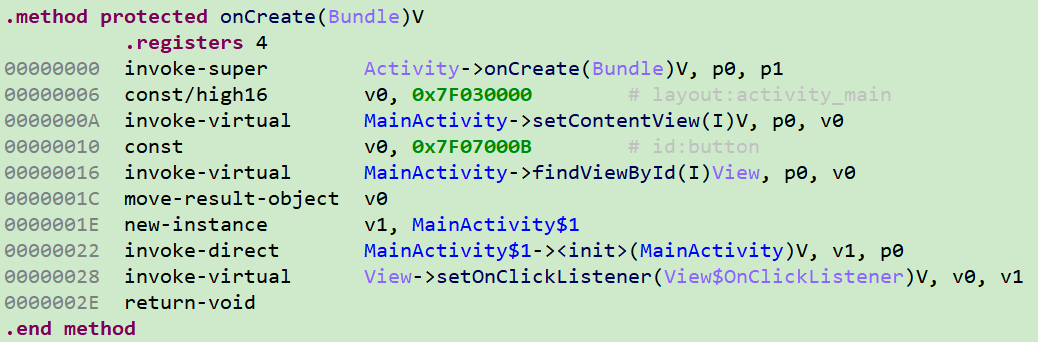 .method protected onCreate(Bundle)V
.registers 4
00000000 invoke-super Activity->onCreate(Bundle)V, p0, p1
00000006 const/high16 v0, 0x7F030000 # layout:activity_main
0000000A invoke-virtual MainActivity->setContentView(I)V, p0, v0
00000010 const v0, 0x7F07000B # id:button
00000016 invoke-virtual MainActivity->findViewById(I)View, p0, v0
0000001C move-result-object v0
0000001E new-instance v1, MainActivity$1
00000022 invoke-direct MainActivity$1-><init>(MainActivity)V, v1, p0
00000028 invoke-virtual View->setOnClickListener(View$OnClickListener)V, v0, v1
0000002E return-void
.end method